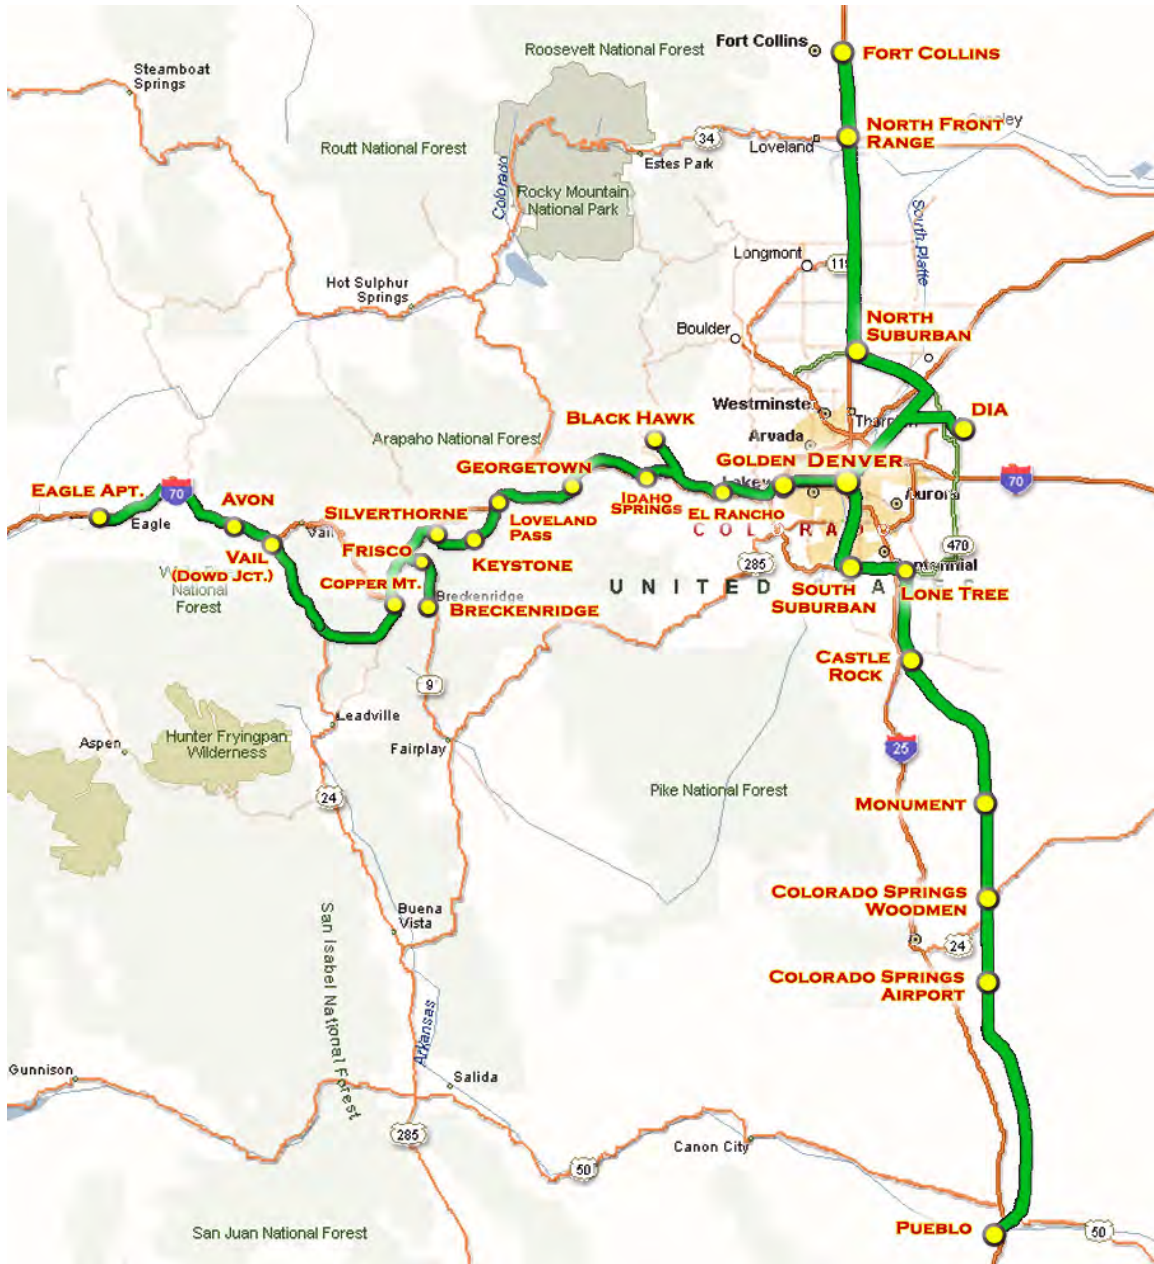 Roosevelt National Forest
Fort Collins
FORT COLLINS
Steamboat
Springs
NORTH FRONT
RANGE
34
Loveland
Routt National Forest
Estes Park
Colorado
Rocky Mountain
National Park
South Platte
Longmont
119
Hot Sulphur
Springs
NORTH
SUBURBAN
Boulder
Westminste
DIA
BLACK HAWK
Arvada
Arapaho National Forest
GEORGETOWN
GOLDEN
DENVER
70
EAGLE APT.
70
AVON
Eagle
SILVERTHORNE
LOVELAND
PASS
IDAHO
SPRINGS
EL RANCHO
Lakew
Aurora
COLORAD
Vail
VAIL
(DOWD JCT.)
FRISCO
KEYSTONE
470
285
ntennial
National
Forest
COPPER MT.
Breckenridge
BRECKENRIDGE
UNITED
SOUTH
SUBURBAN
LONE TREE
CASTLE
ROCK
9
Leadville
Aspen
Hunter Fryingpan
Wilderness
Fairplay
25
24
Pike National Forest
MONUMENT
COLORADO SPRINGS
WOODMEN
Buena
Vista
24
San Isabel National Forest
COLORADO SPRINGS
AIRPORT
Arkansas
Gunnison
Salida
285
Canon City
50
San Juan National Forest
PUEBLO
50